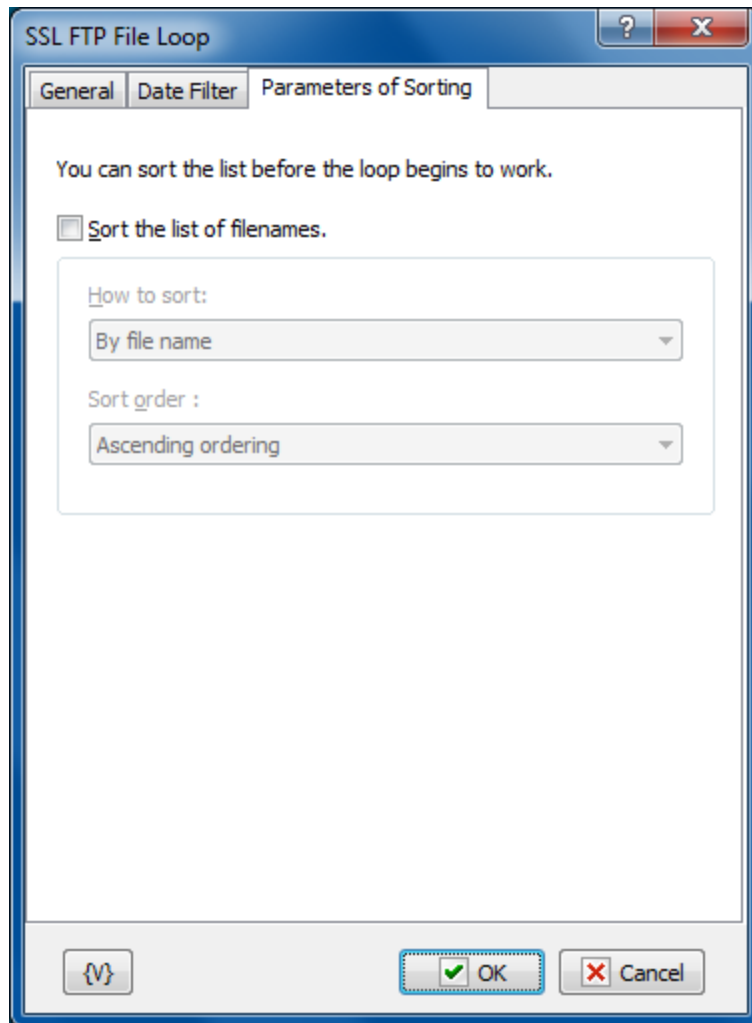 SSL FTP File Loop
?
General Date Filter Parameters of Sorting
You can sort the list before the loop begins to work.
Sort the list of filenames.
How to sort:
By file name
Sort order :
Ascending ordering
{V} OK Cancel